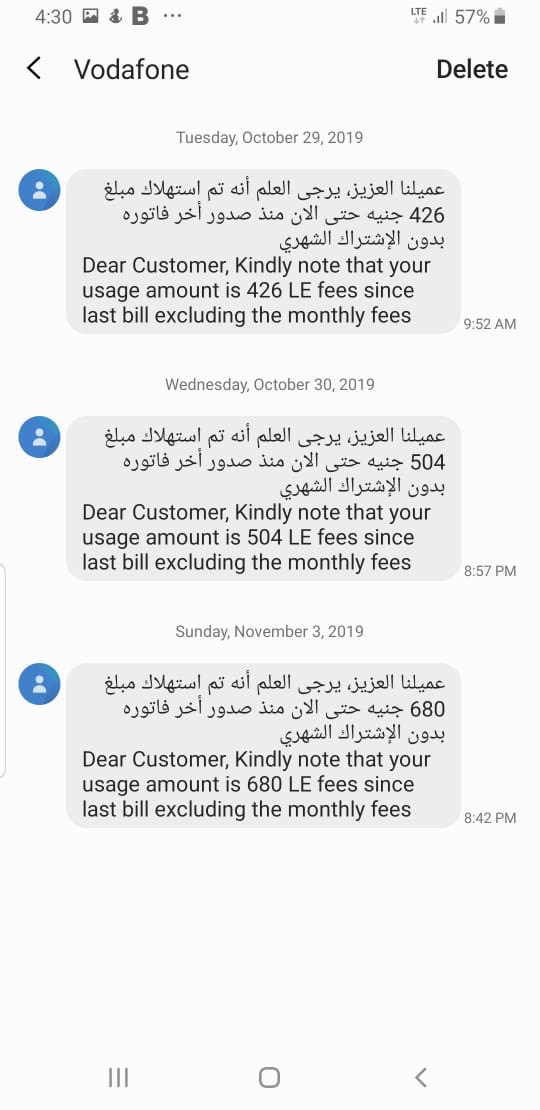 4:30 B ...
LTE 57%
Vodafone Delete
Tuesday, October 29, 2019
عميلنا العزيز، يرجى العلم أنه تم استهلاك مبلغ
426 جنيه حتى الان منذ صدور أخر فاتوره
بدون الإشتراك الشهري
Dear Customer, Kindly note that your
usage amount is 426 LE fees since
last bill excluding the monthly fees
9:52 AM
Wednesday, October 30, 2019
عميلنا العزيز، يرجى العلم أنه تم استهلاك مبلغ
504 جنيه حتى الان منذ صدور أخر فاتوره
بدون الإشتراك الشهري
Dear Customer, Kindly note that your
usage amount is 504 LE fees since
last bill excluding the monthly fees
8:57 PM
Sunday, November 3, 2019
عميلنا العزيز، يرجى العلم أنه تم استهلاك مبلغ
680 جنيه حتى الان منذ صدور أخر فاتوره
بدون الإشتراك الشهري
Dear Customer, Kindly note that your
usage amount is 680 LE fees since
last bill excluding the monthly fees
8:42 PM